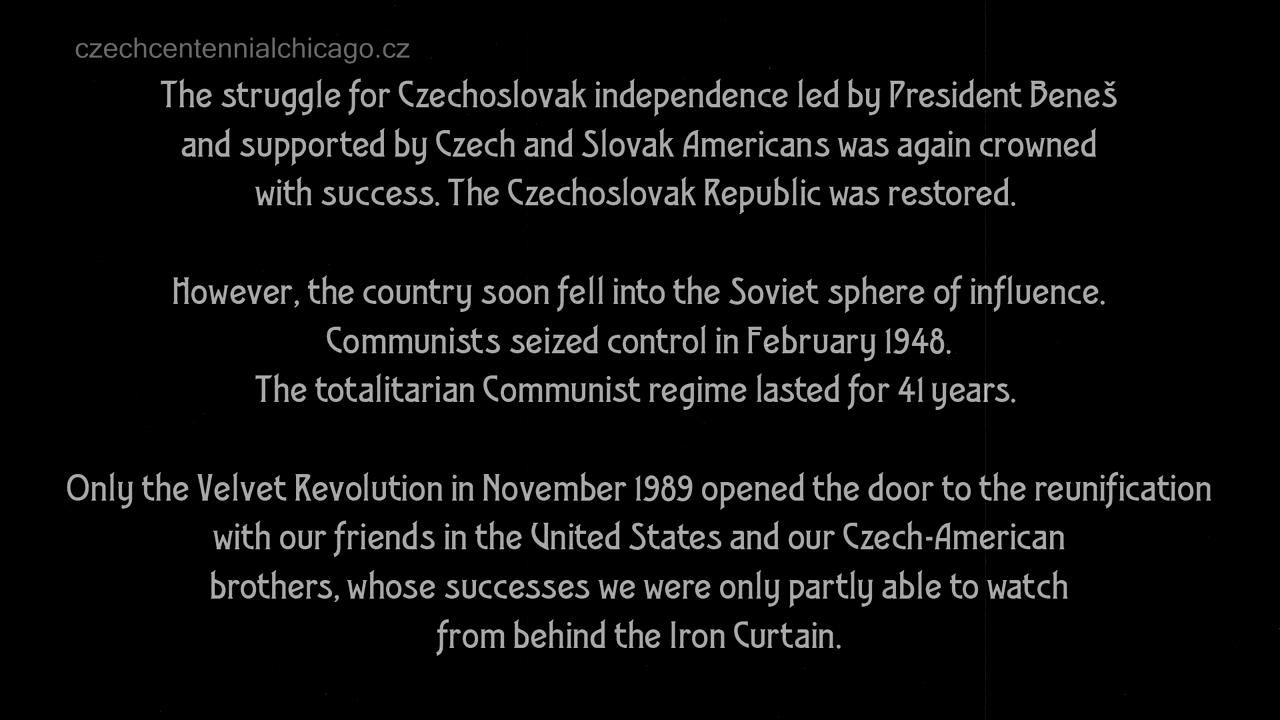 czechcentennialchicago.cz
The struggle for Czechoslovak independence led by President Beneš
and supported by Czech and Slovak Americans was again crowned
with success. The Czechoslovak Republic was restored.
However, the country soon fell into the Soviet sphere of influence.
Communists seized control in February 1948.
The totalitarian Communist regime lasted for 41 years.
Only the Velvet Revolution in November 1989 opened the door to the reunification
with our friends in the United States and our Czech-American
brothers, whose successes we were only partly able to watch
from behind the Iron Curtain.